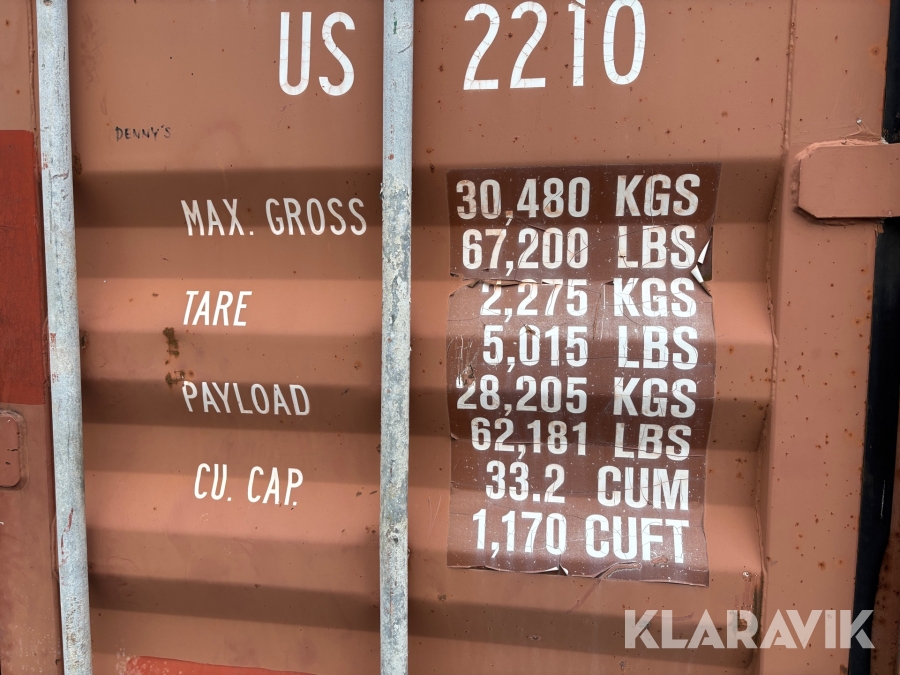 US 2210
DENNY'S
MAX. GROSS 30,480 KGS
67,200 LBS
TARE 2,275 KGS
5,015 LBS
PAYLOAD 28,205 KGS
62,181 LBS
CU. CAP. 33.2 CUM
1,170 CUFT
KLARAVIK